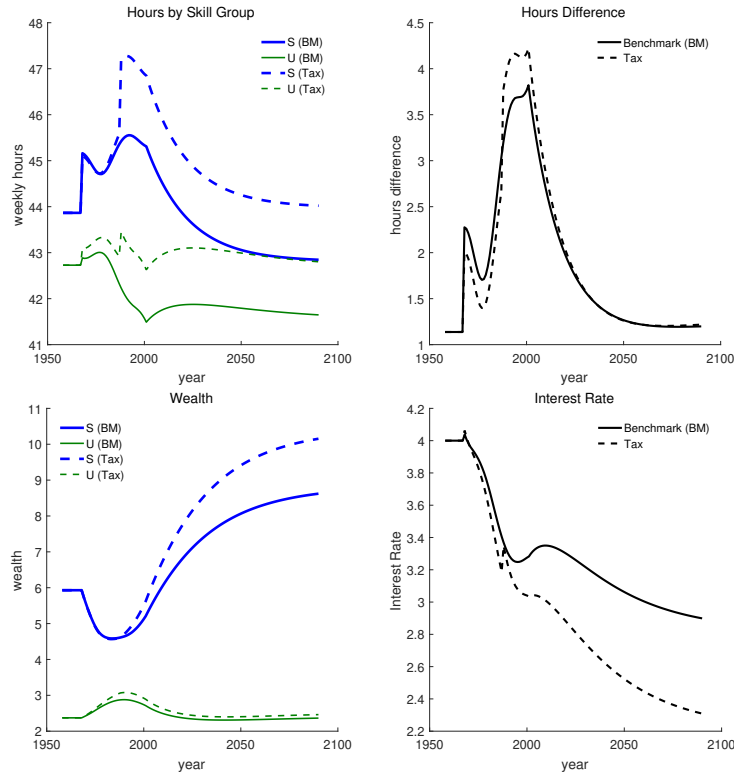 Hours by Skill Group
48
47
46
45
44
43
42
41
weekly hours
S (BM)
U (BM)
S (Tax)
U (Tax)
1950
2000
2050
2100
year
Hours Difference
4.5
4
3.5
3
2.5
2
1.5
1
hours difference
Benchmark (BM)
Tax
1950
2000
2050
2100
year
Wealth
11
10
9
8
7
6
5
4
3
2
wealth
S (BM)
U (BM)
S (Tax)
U (Tax)
1950
2000
2050
2100
year
Interest Rate
4.2
4
3.8
3.6
3.4
3.2
3
2.8
2.6
2.4
2.2
Interest Rate
Benchmark (BM)
Tax
1950
2000
2050
2100
year